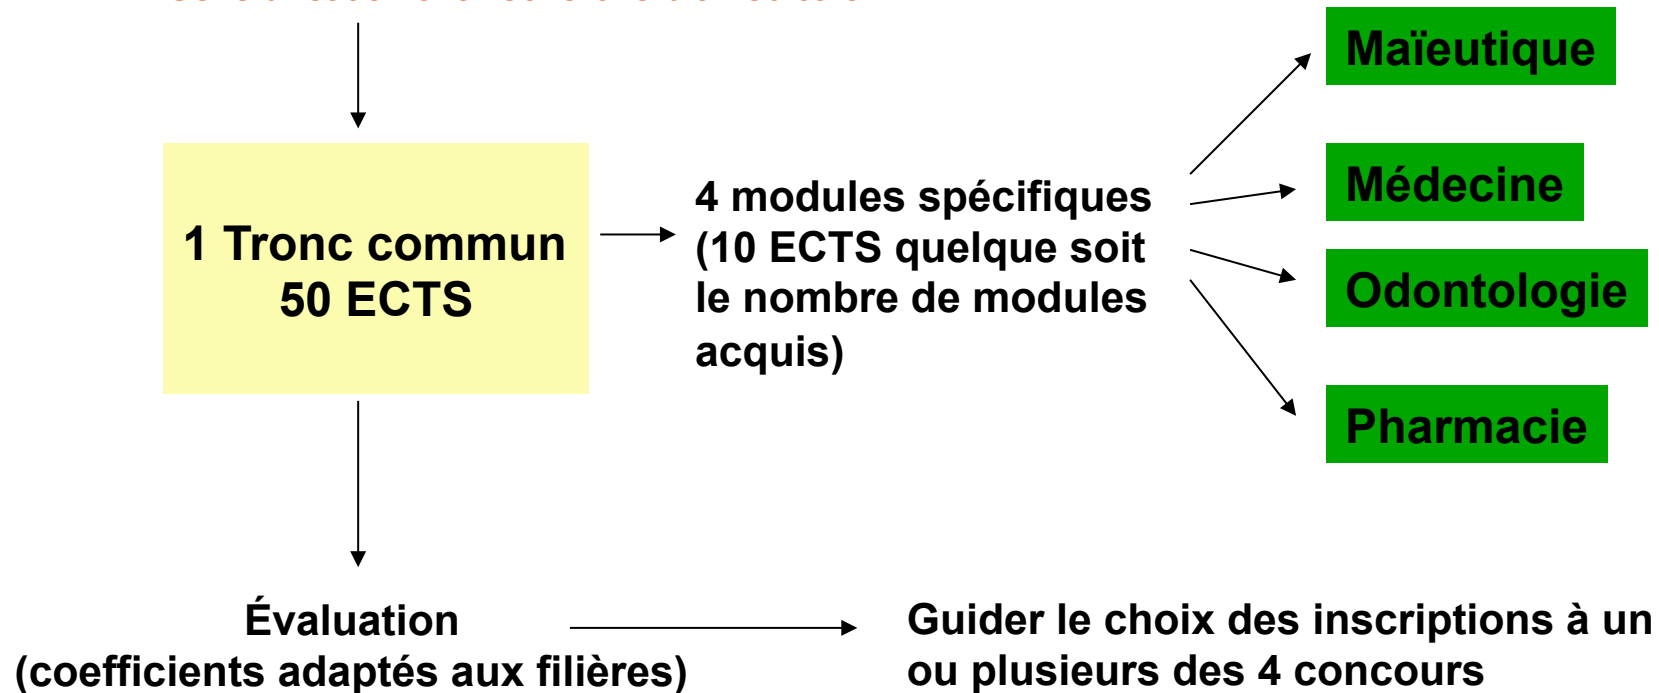 Maïeutique
Médecine
1 Tronc commun
50 ECTS
4 modules spécifiques
(10 ECTS quelque soit
le nombre de modules
acquis)
Odontologie
Pharmacie
Évaluation
(coefficients adaptés aux filières)
Guider le choix des inscriptions à un
ou plusieurs des 4 concours